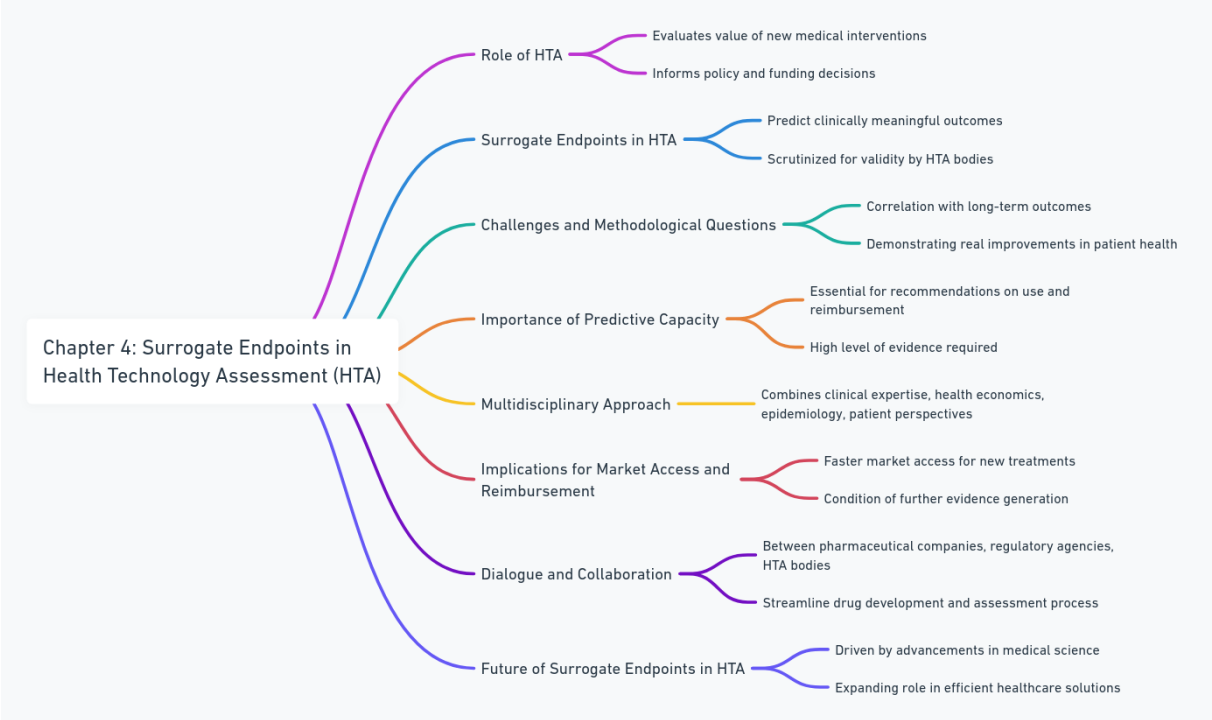 Chapter 4: Surrogate Endpoints in
Health Technology Assessment (HTA)
Role of HTA
Evaluates value of new medical interventions
Informs policy and funding decisions
Surrogate Endpoints in HTA
Predict clinically meaningful outcomes
Scrutinized for validity by HTA bodies
Challenges and Methodological Questions
Correlation with long-term outcomes
Demonstrating real improvements in patient health
Importance of Predictive Capacity
Essential for recommendations on use and
reimbursement
High level of evidence required
Multidisciplinary Approach
Combines clinical expertise, health economics,
epidemiology, patient perspectives
Implications for Market Access and
Reimbursement
Faster market access for new treatments
Condition of further evidence generation
Dialogue and Collaboration
Between pharmaceutical companies, regulatory agencies,
HTA bodies
Streamline drug development and assessment process
Future of Surrogate Endpoints in HTA
Driven by advancements in medical science
Expanding role in efficient healthcare solutions